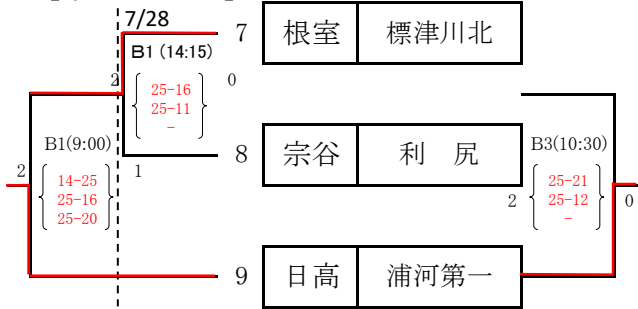 7/28
7 根室 標津川北
B1 (14:15)
2 0
25-16
25-11
-
B1(9:00)
1 8 宗谷 利 尻
B3(10:30)
2
14-25
25-16
25-20
2 0
25-21
25-12
-
9 日高 浦河第一